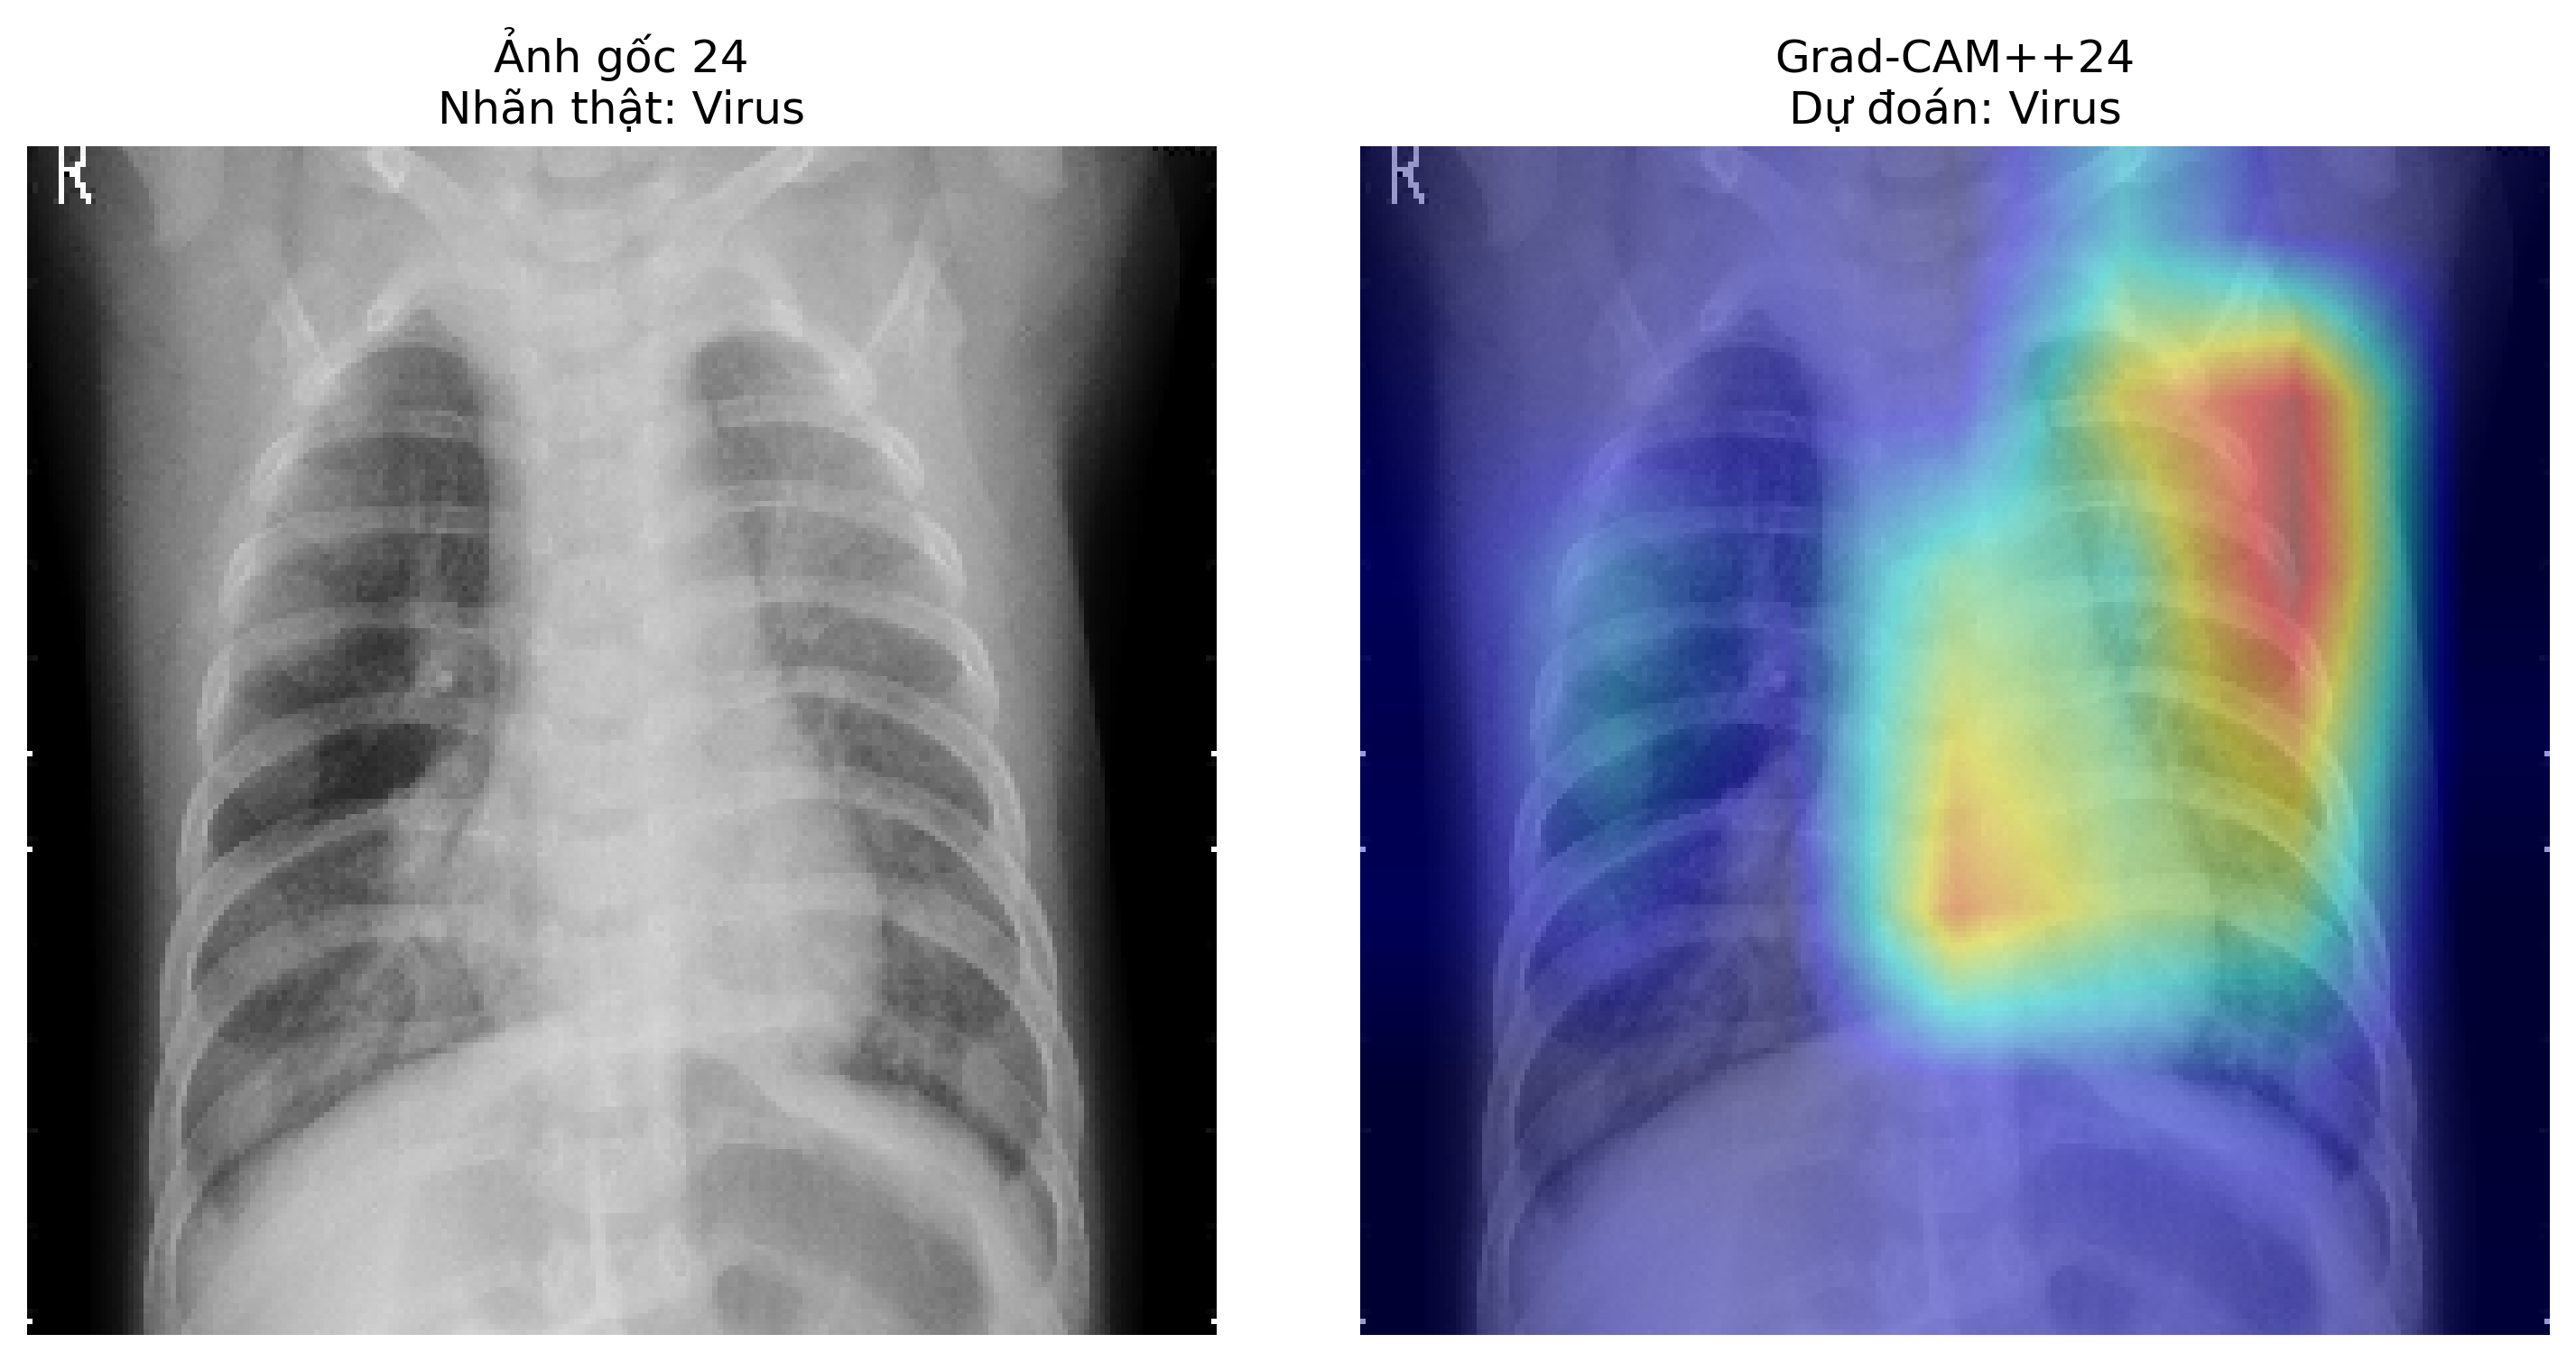 Ảnh gốc 24
Nhãn thật: Virus
Grad-CAM++24
Dự đoán: Virus
R
R